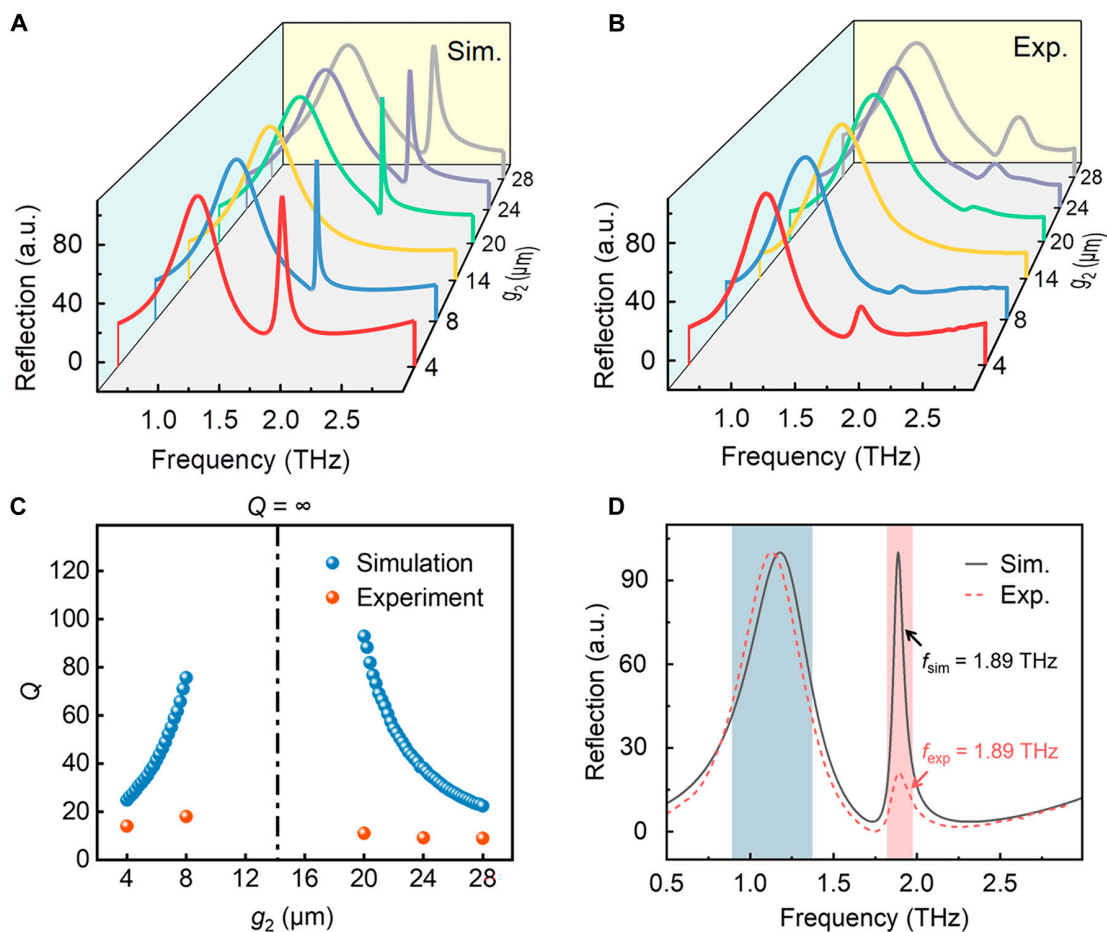 A
Sim.
Reflection (a.u.)
80
40
0
1.0 1.5 2.0 2.5
Frequency (THz)
4
8
14
20
24
28
g₂ (μm)
B
Exp.
Reflection (a.u.)
80
40
0
1.0 1.5 2.0 2.5
Frequency (THz)
4
8
14
20
24
28
g₂ (μm)
C
Q = ∞
Simulation
Experiment
Q
120
100
80
60
40
20
0
4 8 12 16 20 24 28
g₂ (μm)
D
Sim.
Exp.
f_sim = 1.89 THz
f_exp = 1.89 THz
Reflection (a.u.)
90
60
30
0
0.5 1.0 1.5 2.0 2.5
Frequency (THz)